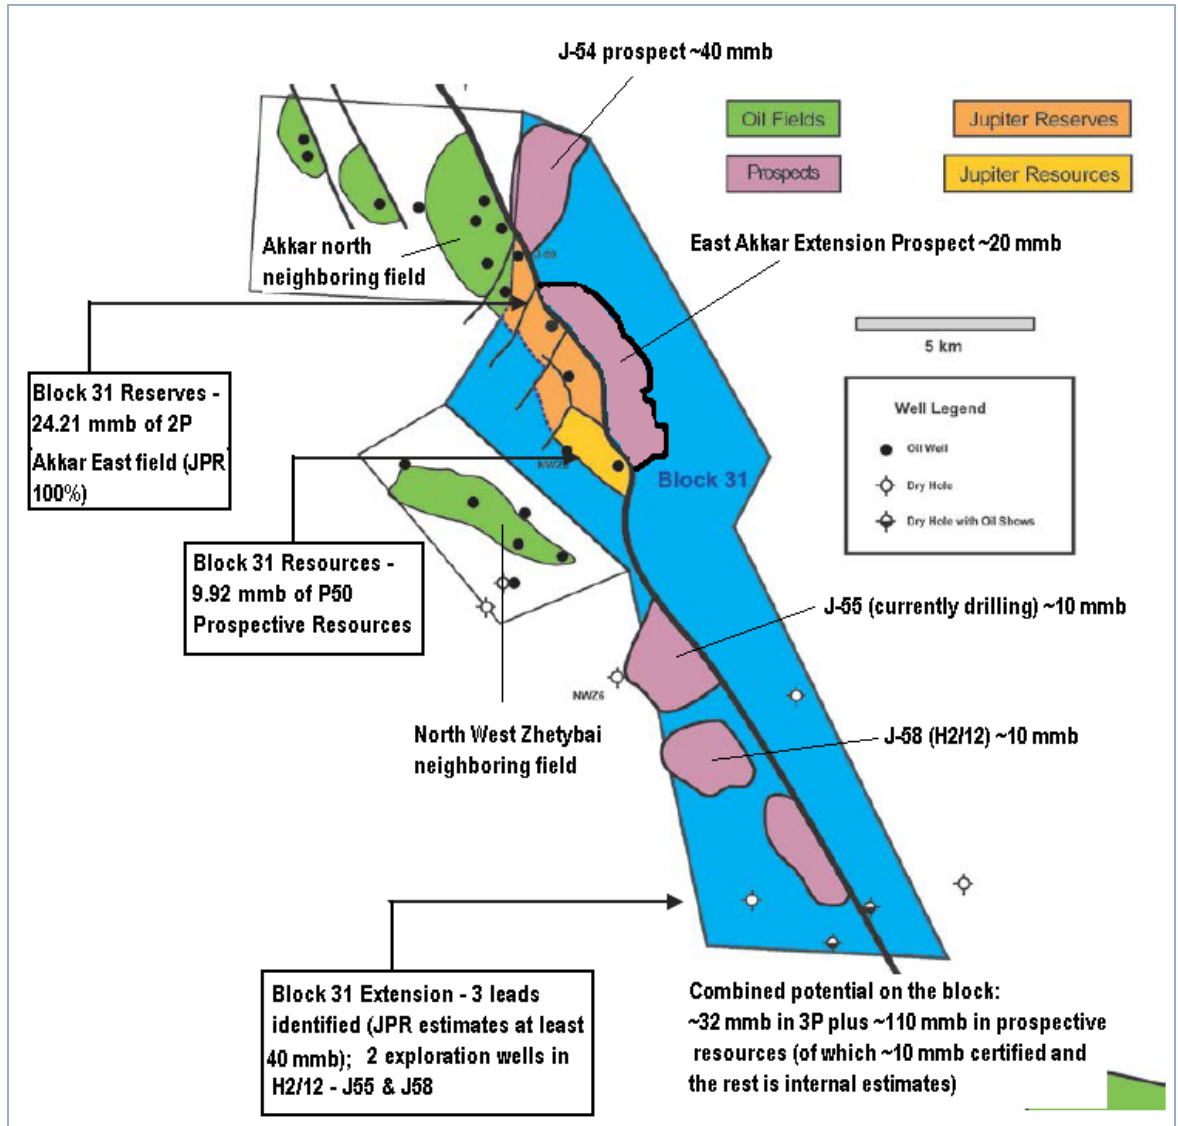 J-54 prospect ~40 mmb
Oil Fields
Jupiter Reserves
Prospects
Jupiter Resources
Akkar north
neighboring field
East Akkar Extension Prospect ~20 mmb
5 km
Block 31 Reserves -
24.21 mmb of 2P
Akkar East field (JPR
100%)
Well Legend
Oil Well
Dry Hole
Dry Hole with Oil Shows
Block 31
Block 31 Resources -
9.92 mmb of P50
Prospective Resources
J-55 (currently drilling) ~10 mmb
NWZ6
North West Zhetybai
neighboring field
J-58 (H2/12) ~10 mmb
Block 31 Extension - 3 leads
identified (JPR estimates at least
40 mmb); 2 exploration wells in
H2/12 - J55 & J58
Combined potential on the block:
~32 mmb in 3P plus ~110 mmb in prospective
resources (of which ~10 mmb certified and
the rest is internal estimates)